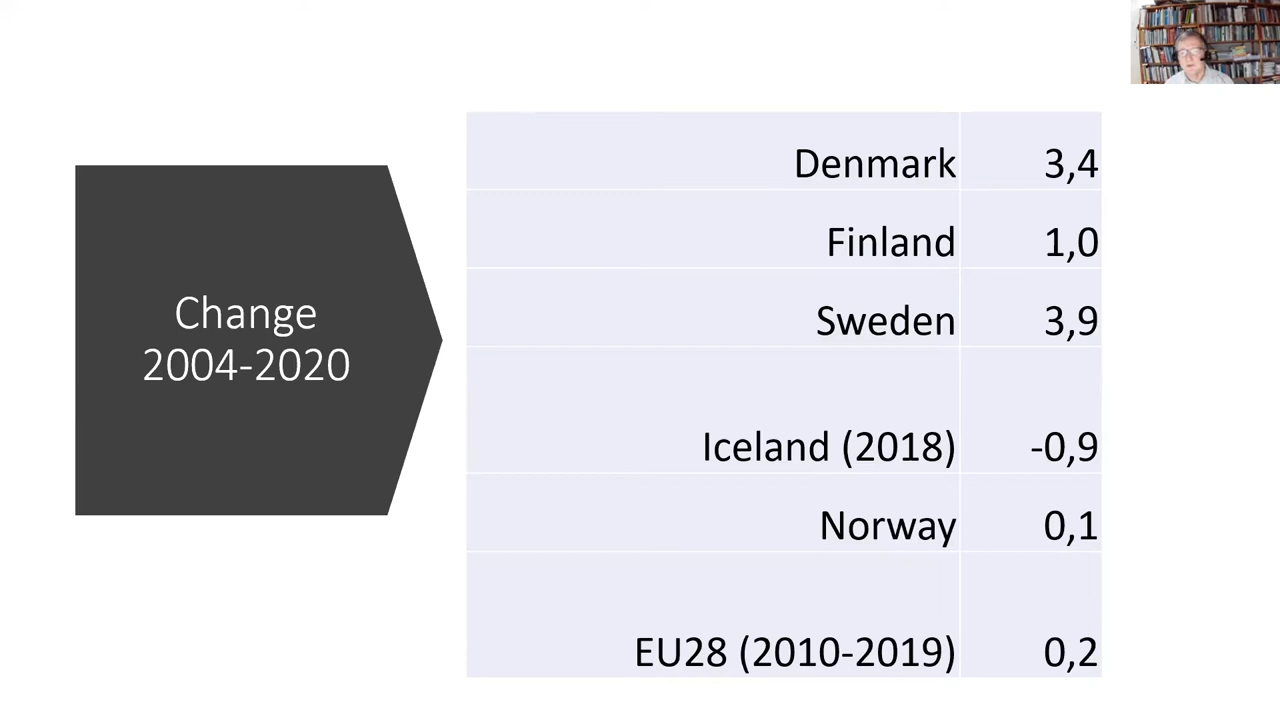 Change
2004-2020
Denmark 3,4
Finland 1,0
Sweden 3,9
Iceland (2018) -0,9
Norway 0,1
EU28 (2010-2019) 0,2